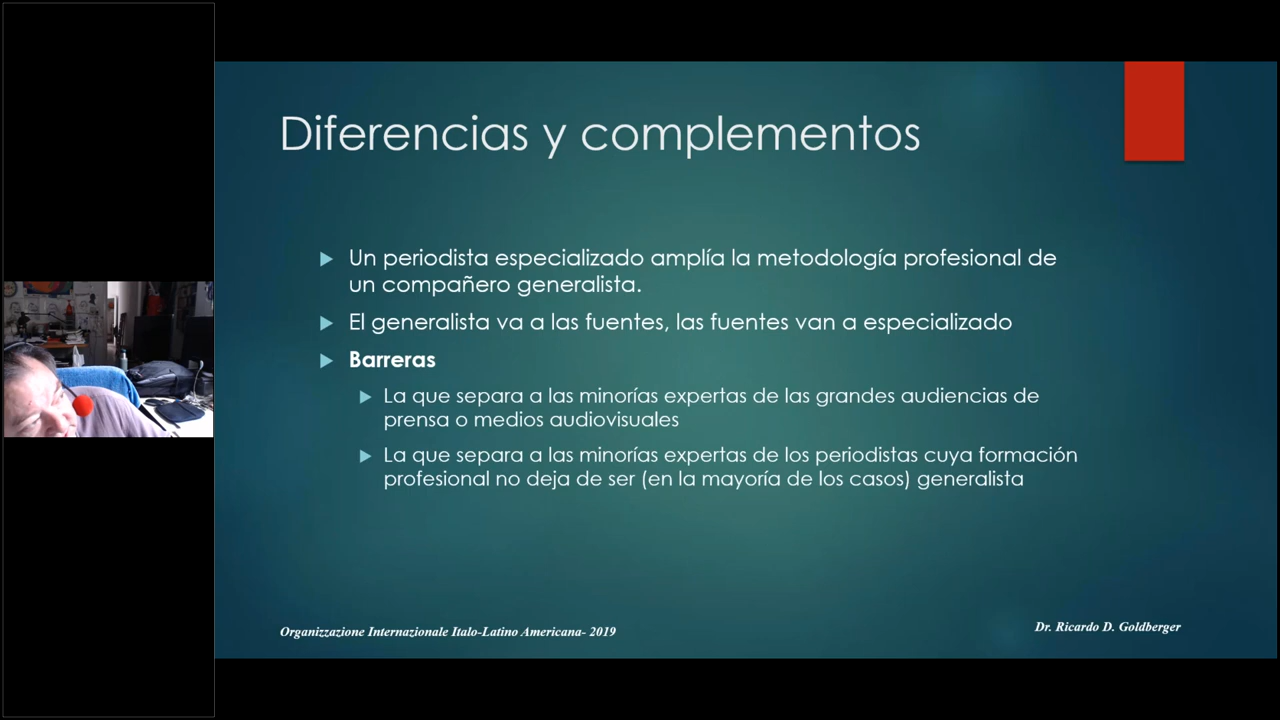 Diferencias y complementos
Un periodista especializado amplía la metodología profesional de
un compañero generalista.
El generalista va a las fuentes, las fuentes van a especializado
Barreras
La que separa a las minorías expertas de las grandes audiencias de
prensa o medios audiovisuales
La que separa a las minorías expertas de los periodistas cuya formación
profesional no deja de ser (en la mayoría de los casos) generalista
Organizzazione Internazionale Italo-Latino Americana- 2019
Dr. Ricardo D. Goldberger